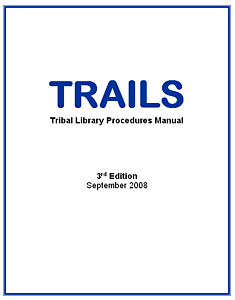 TRAILS
Tribal Library Procedures Manual
3rd Edition
September 2008